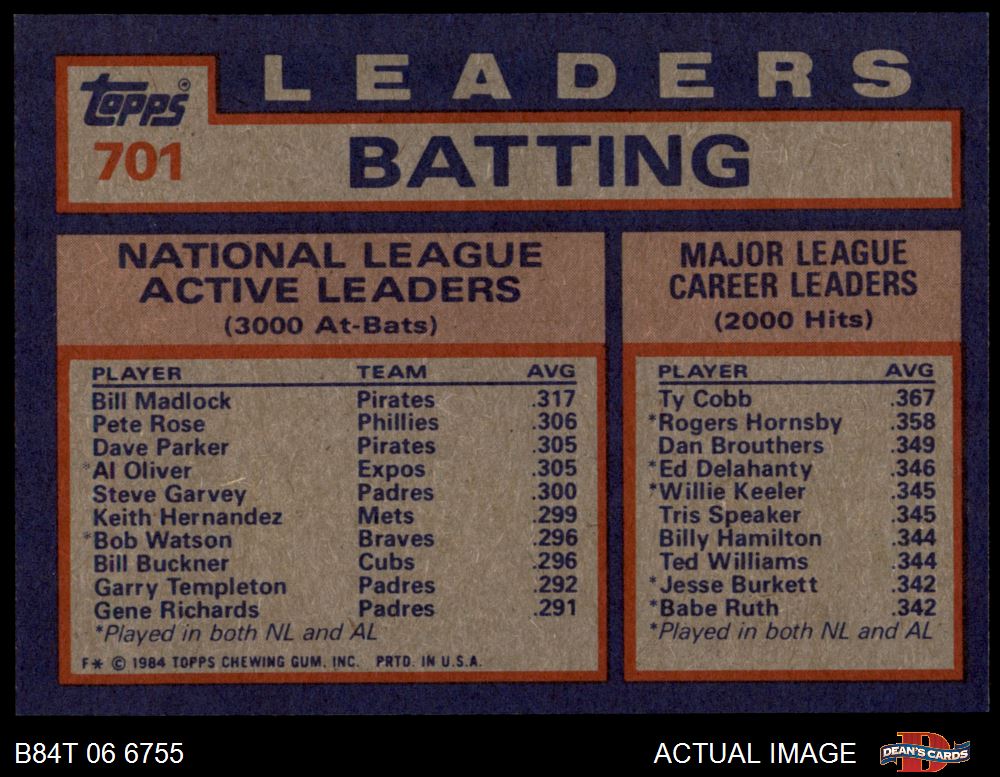 LEADERS
Topps®
701
BATTING
NATIONAL LEAGUE
ACTIVE LEADERS
(3000 At-Bats)
PLAYER TEAM AVG
Bill Madlock Pirates .317
Pete Rose Phillies .306
Dave Parker Pirates .305
*Al Oliver Expos .305
Steve Garvey Padres .300
Keith Hernandez Mets .299
*Bob Watson Braves .296
Bill Buckner Cubs .296
Garry Templeton Padres .292
Gene Richards Padres .291
*Played in both NL and AL
F* © 1984 TOPPS CHEWING GUM, INC. PRTD. IN U.S.A.
MAJOR LEAGUE
CAREER LEADERS
(2000 Hits)
PLAYER AVG
Ty Cobb .367
*Rogers Hornsby .358
Dan Brouthers .349
*Ed Delahanty .346
*Willie Keeler .345
Tris Speaker .345
Billy Hamilton .344
Ted Williams .344
*Jesse Burkett .342
*Babe Ruth .342
*Played in both NL and AL
B84T 06 6755 ACTUAL IMAGE
D
DEAN'S CARDS